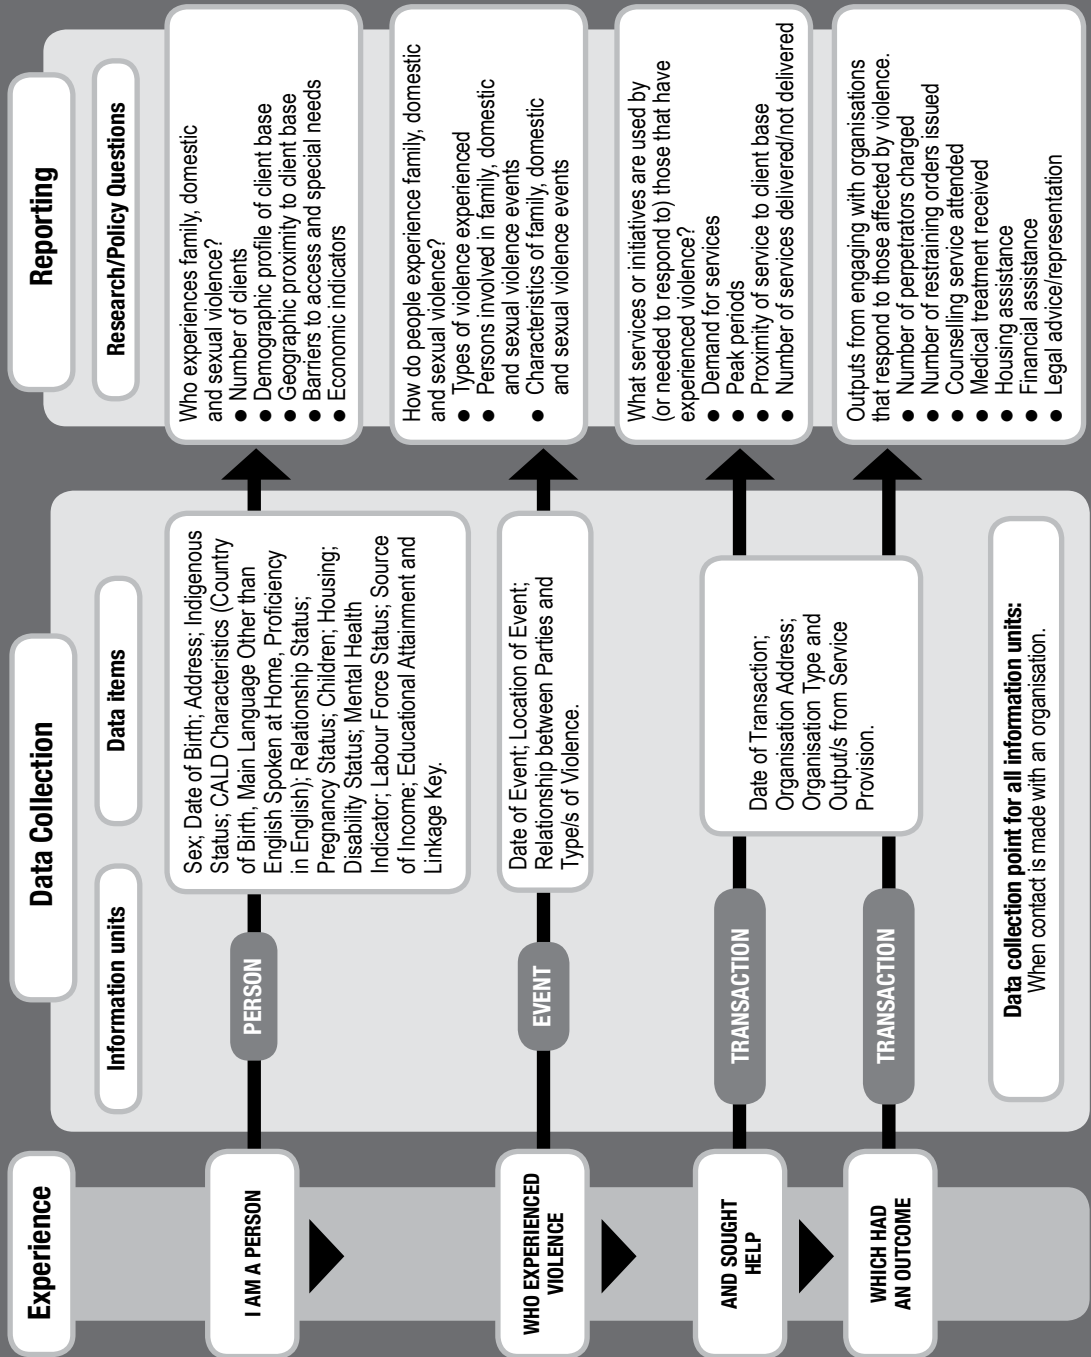 Experience
I AM A PERSON
WHO EXPERIENCED
VIOLENCE
AND SOUGHT
HELP
WHICH HAD
AN OUTCOME
Data Collection
Information units
Data items
PERSON
Sex; Date of Birth; Address; Indigenous
Status; CALD Characteristics (Country
of Birth, Main Language Other than
English Spoken at Home, Proficiency
in English); Relationship Status;
Pregnancy Status; Children; Housing;
Disability Status; Mental Health
Indicator; Labour Force Status; Source
of Income; Educational Attainment and
Linkage Key.
EVENT
Date of Event; Location of Event;
Relationship between Parties and
Type/s of Violence.
TRANSACTION
TRANSACTION
Date of Transaction;
Organisation Address;
Organisation Type and
Output/s from Service
Provision.
Data collection point for all information units:
When contact is made with an organisation.
Reporting
Research/Policy Questions
Who experiences family, domestic
and sexual violence?
● Number of clients
● Demographic profile of client base
● Geographic proximity to client base
● Barriers to access and special needs
● Economic indicators
How do people experience family, domestic
and sexual violence?
● Types of violence experienced
● Persons involved in family, domestic
and sexual violence events
● Characteristics of family, domestic
and sexual violence events
What services or initiatives are used by
(or needed to respond to) those that have
experienced violence?
● Demand for services
● Peak periods
● Proximity of service to client base
● Number of services delivered/not delivered
Outputs from engaging with organisations
that respond to those affected by violence.
● Number of perpetrators charged
● Number of restraining orders issued
● Counselling service attended
● Medical treatment received
● Housing assistance
● Financial assistance
● Legal advice/representation